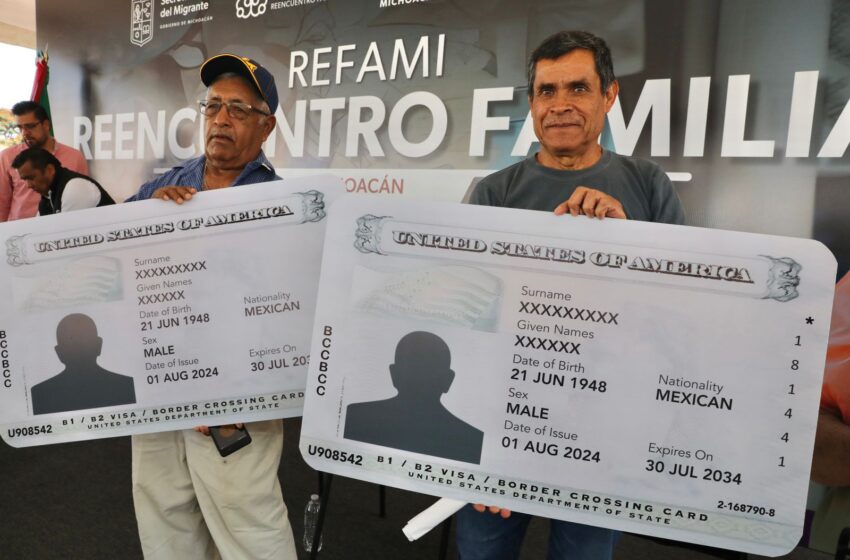 Secre
del Migrante
GOBIERNO DE MICHOACÁN
REENCUENTRO
MICHOACÁN
REFAMI
REENCUENTRO FAMILIA
OACÁN
UNITED STATES OF AMERICA
Surname
XXXXXXXXX
Given Names
XXXXXX
Date of Birth
21 JUN 1948
Nationality
MEXICAN
Sex
MALE
Date of Issue
01 AUG 2024
Expires On
30 JUL 203
BCCBCC
U908542
B1 / B2 VISA / BORDER CROSSING CARD
UNITED STATES DEPARTMENT OF STATE
UNITED STATES OF AMERICA
Surname
XXXXXXXXX
Given Names
XXXXXX
Date of Birth
21 JUN 1948
Nationality
MEXICAN
Sex
MALE
Date of Issue
01 AUG 2024
Expires On
30 JUL 2034
BCCBCC
* 1 8 1 4 4 1
2-168790-8
U908542
B1 / B2 VISA / BORDER CROSSING CARD
UNITED STATES DEPARTMENT OF STATE